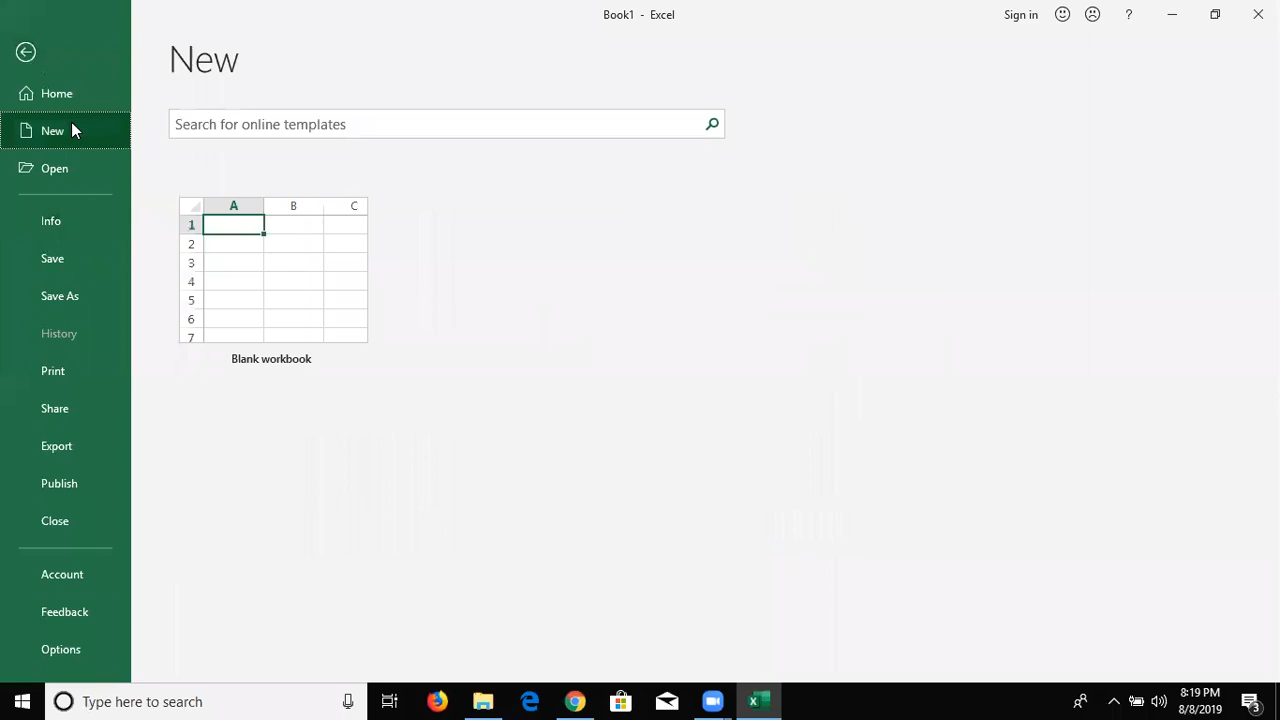 Book1 - Excel
Sign in
?
New
Home
New
Open
Info
Save
Save As
History
Print
Share
Export
Publish
Close
Account
Feedback
Options
Search for online templates
A B C
1
2
3
4
5
6
7
Blank workbook
Type here to search
8:19 PM
8/8/2019
3